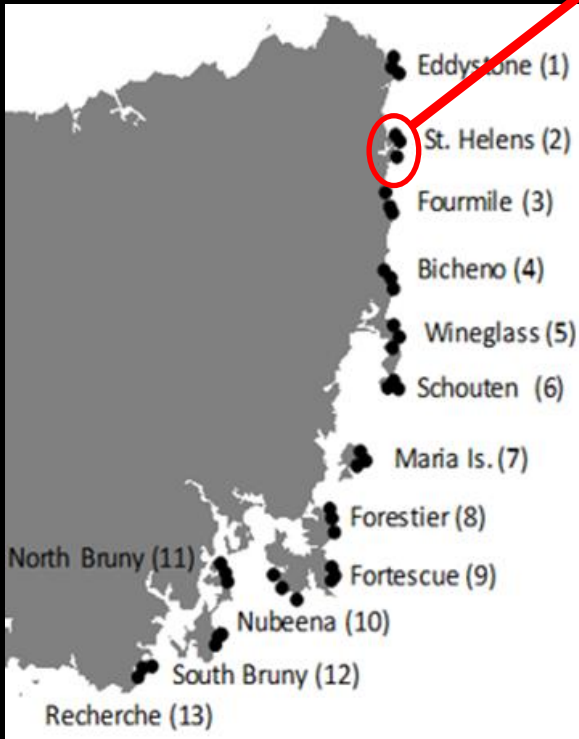 Eddystone (1)
St. Helens (2)
Fourmile (3)
Bicheno (4)
Wineglass (5)
Schouten (6)
Maria Is. (7)
Forestier (8)
North Bruny (11)
Fortescue (9)
Nubeena (10)
South Bruny (12)
Recherche (13)